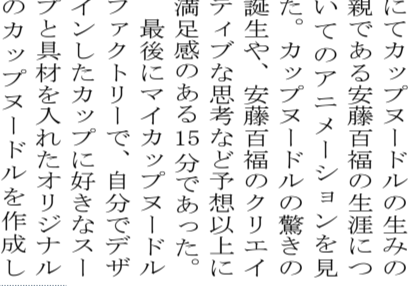 にてカップヌードルの生みの
親である安藤百福の生涯につ
いてのアニメーションを見
た。カップヌードルの驚きの
誕生や、安藤百福のクリエイ
ティブな思考など予想以上に
満足感のある15分であった。
最後にマイカップヌードル
ファクトリーで、自分でデザ
インしたカップに好きなスー
プと具材を入れたオリジナル
のカップヌードルを作成し